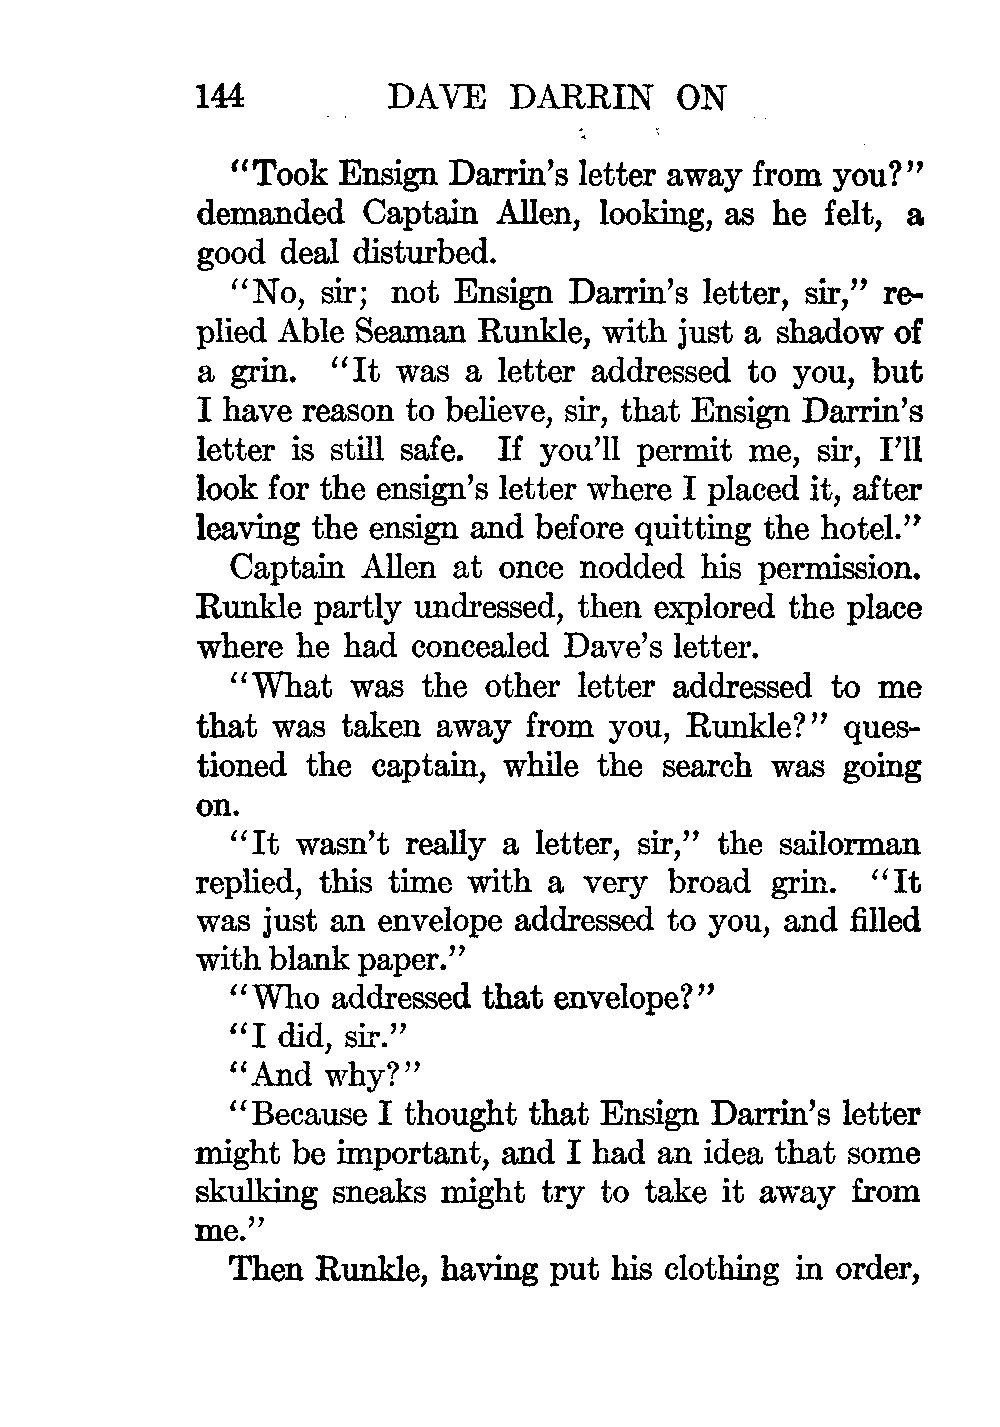 144 DAVE DARRIN ON
“Took Ensign Darrin’s letter away from you?”
demanded Captain Allen, looking, as he felt, a
good deal disturbed.
“No, sir; not Ensign Darrin’s letter, sir,” re-
plied Able Seaman Runkle, with just a shadow of
a grin. “It was a letter addressed to you, but
I have reason to believe, sir, that Ensign Darrin’s
letter is still safe. If you’ll permit me, sir, I’ll
look for the ensign’s letter where I placed it, after
leaving the ensign and before quitting the hotel.”
Captain Allen at once nodded his permission.
Runkle partly undressed, then explored the place
where he had concealed Dave’s letter.
“What was the other letter addressed to me
that was taken away from you, Runkle?” ques-
tioned the captain, while the search was going
on.
“It wasn’t really a letter, sir,” the sailorman
replied, this time with a very broad grin. “It
was just an envelope addressed to you, and filled
with blank paper.”
“Who addressed that envelope?”
“I did, sir.”
“And why?”
“Because I thought that Ensign Darrin’s letter
might be important, and I had an idea that some
skulking sneaks might try to take it away from
me.”
Then Runkle, having put his clothing in order,